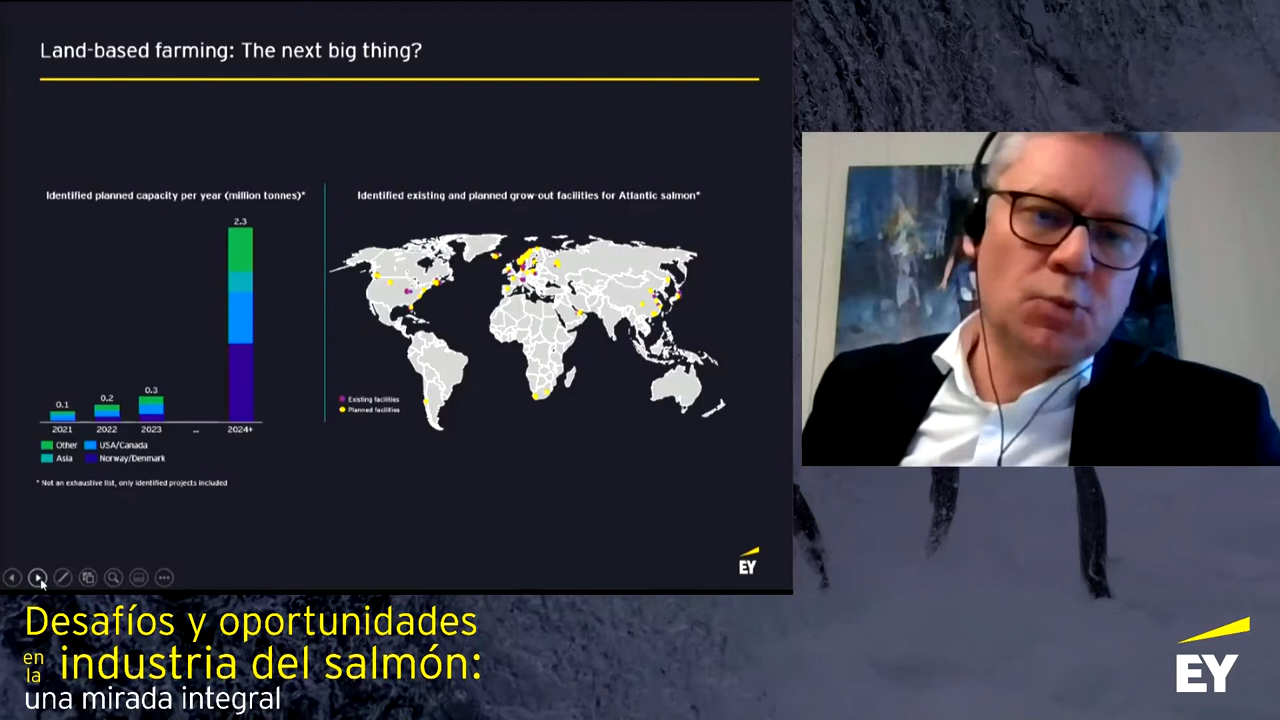 Land-based farming: The next big thing?
Identified planned capacity per year (million tonnes)*
2.3
0.1
0.2
0.3
2021
2022
2023
...
2024+
Other
USA/Canada
Asia
Norway/Denmark
* Not an exhaustive list, only identified projects included
Identified existing and planned grow-out facilities for Atlantic salmon*
Existing facilities
Planned facilities
EY
Desafíos y oportunidades
en la industria del salmón:
una mirada integral
EY